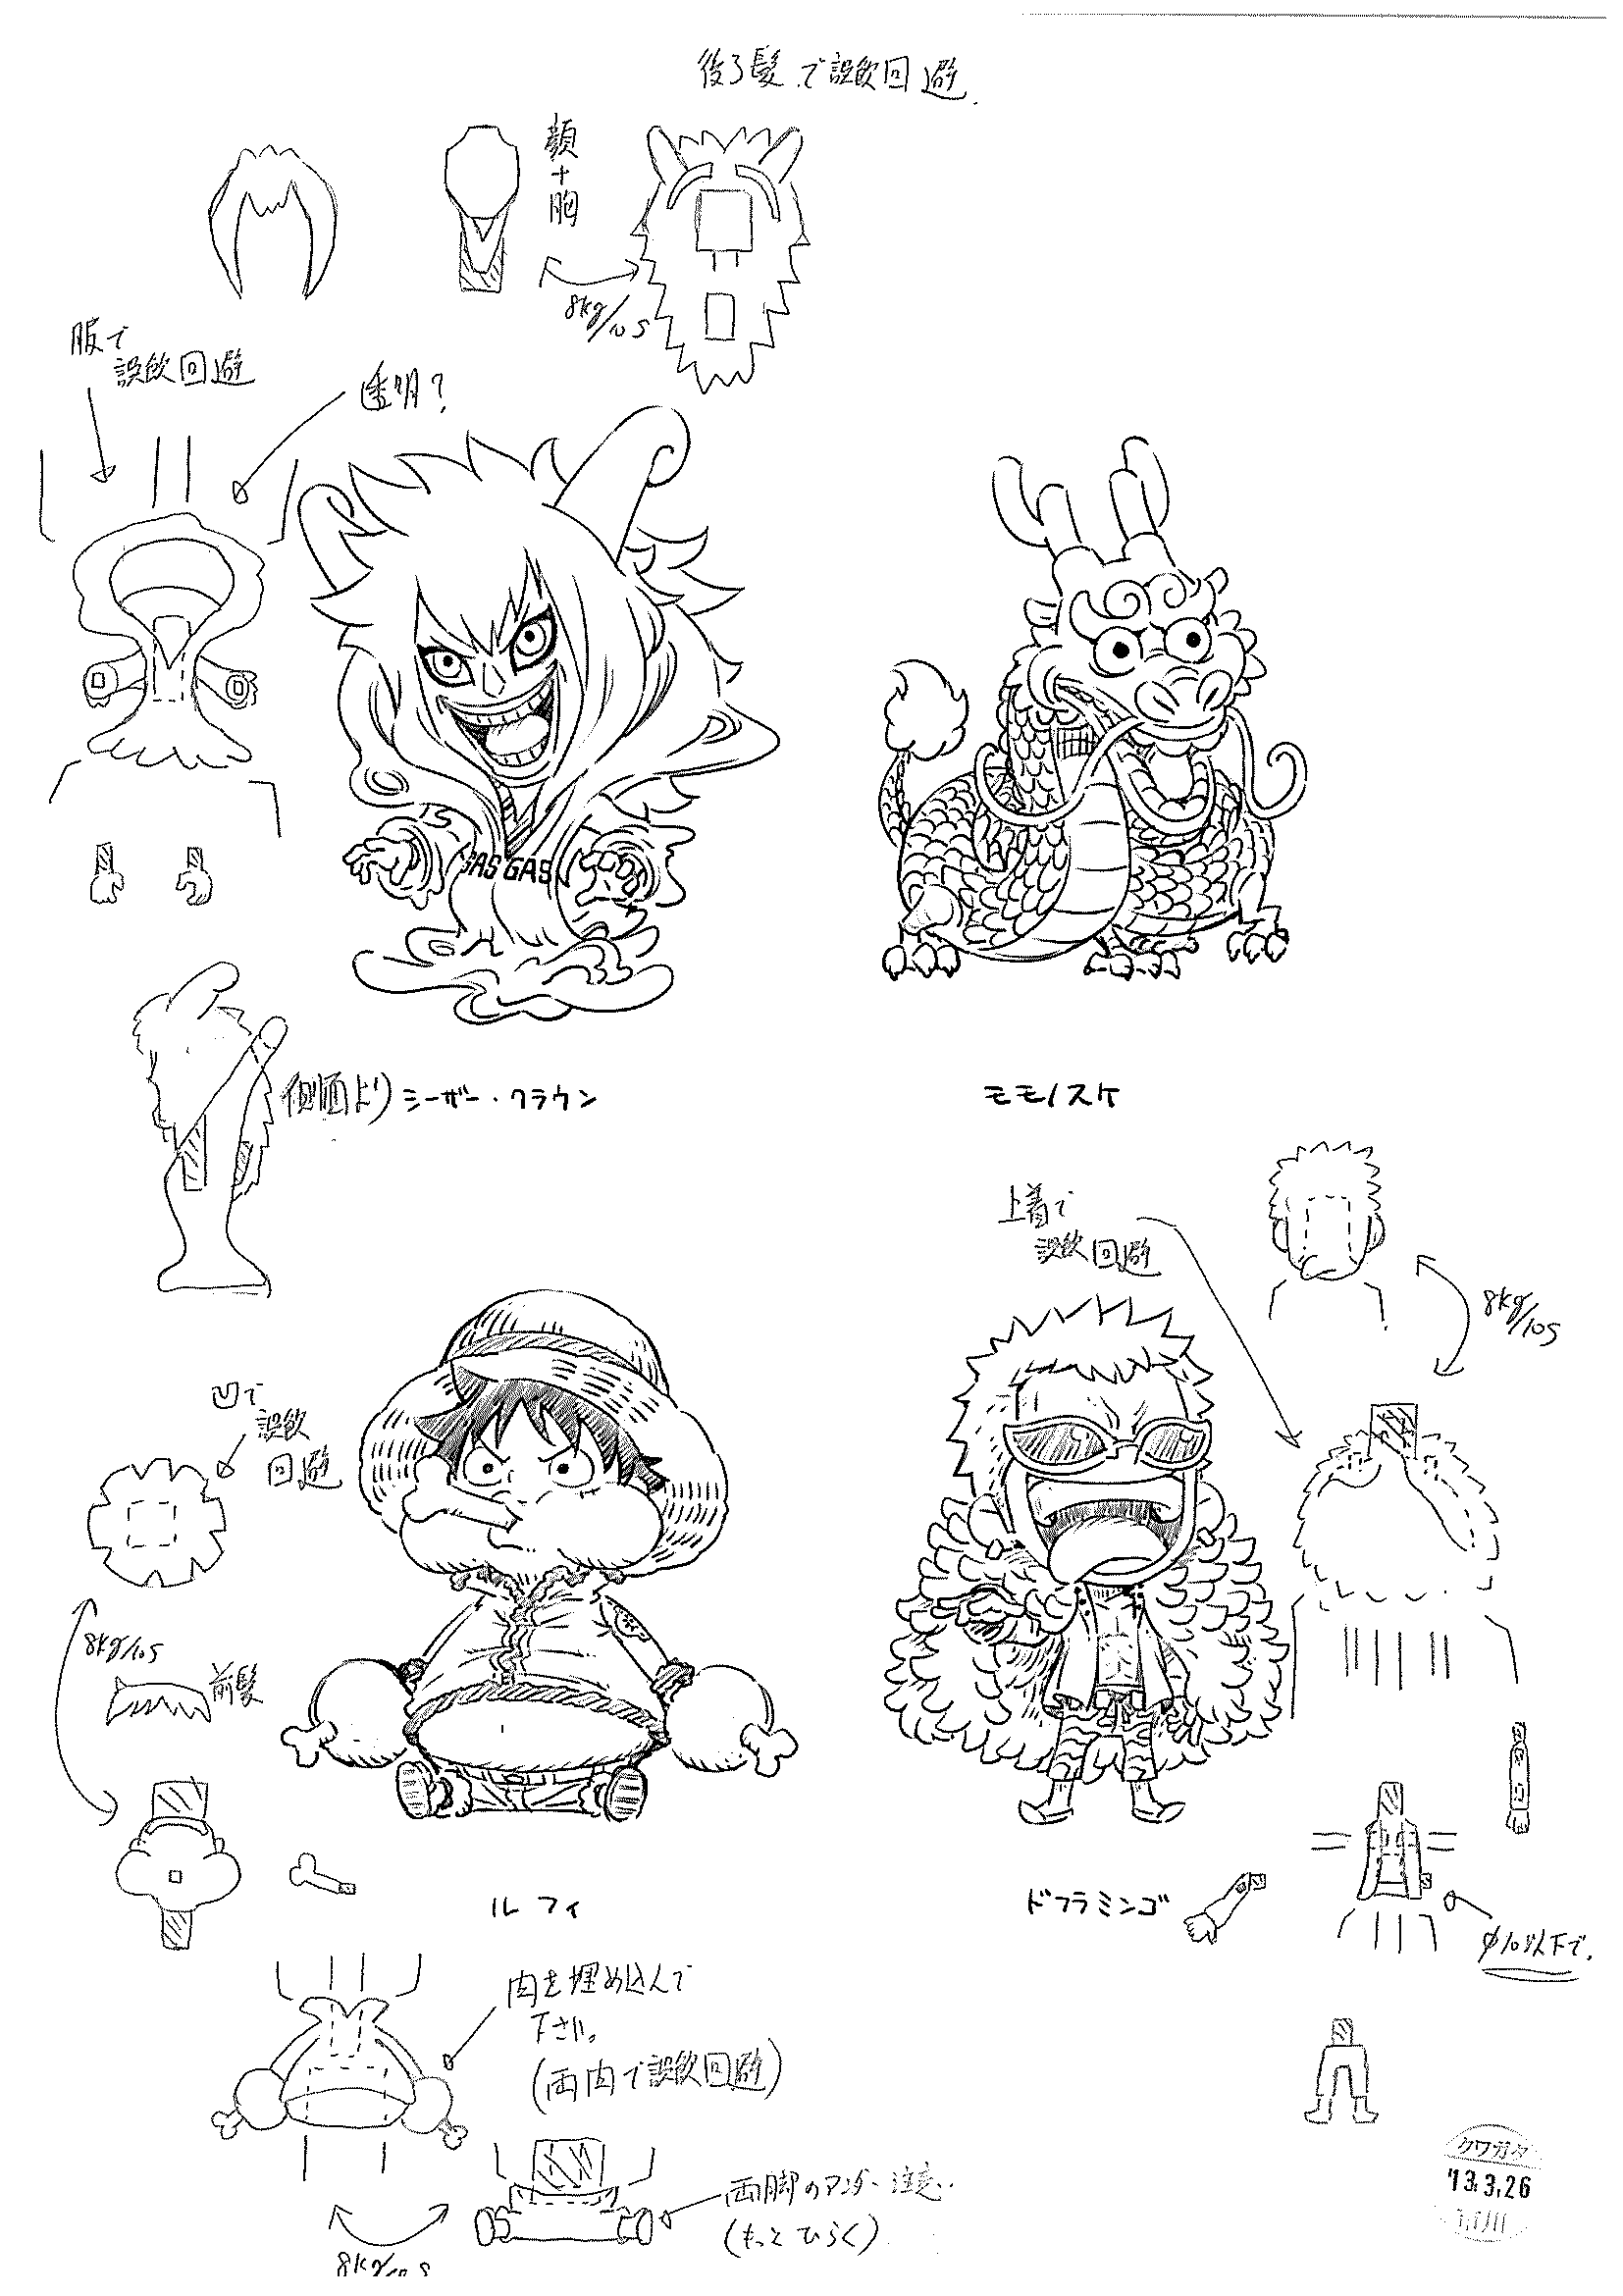 後ろ髪で誤飲回避
顔+胸
8kg/10S
服で
誤飲回避
透明?
GAS GAS
側面より
シーザー・クラウン
モモノスケ
上着で
誤飲回避
8kg/10S
凹で
誤飲
回避
8kg/10S
前髪
ルフィ
ドフラミンゴ
φ10以下で.
肉を埋め込んで
下さい。
(両肉で誤飲回避)
両脚のアンダー注意..
(もっとひらく)
8kg/10S
クワガタ
'13.3.26